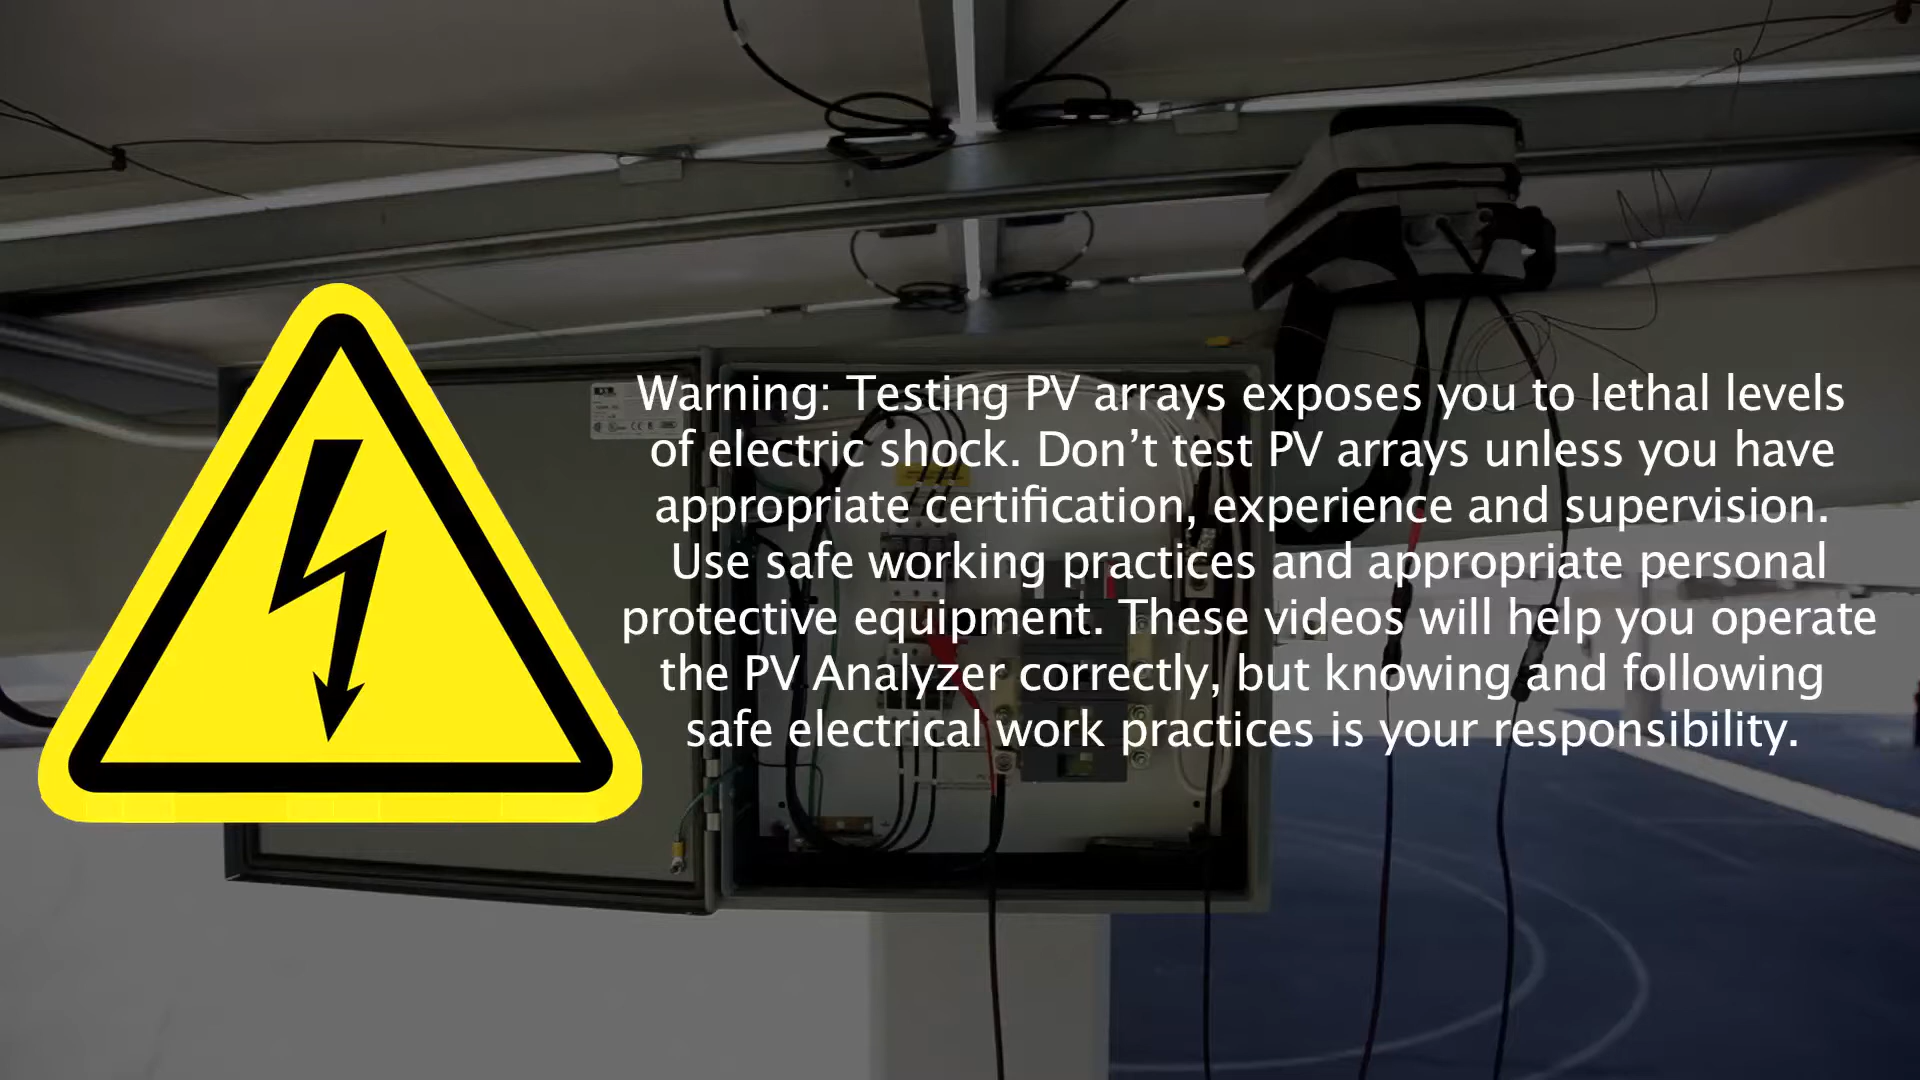 Warning: Testing PV arrays exposes you to lethal levels
of electric shock. Don’t test PV arrays unless you have
appropriate certification, experience and supervision.
Use safe working practices and appropriate personal
protective equipment. These videos will help you operate
the PV Analyzer correctly, but knowing and following
safe electrical work practices is your responsibility.